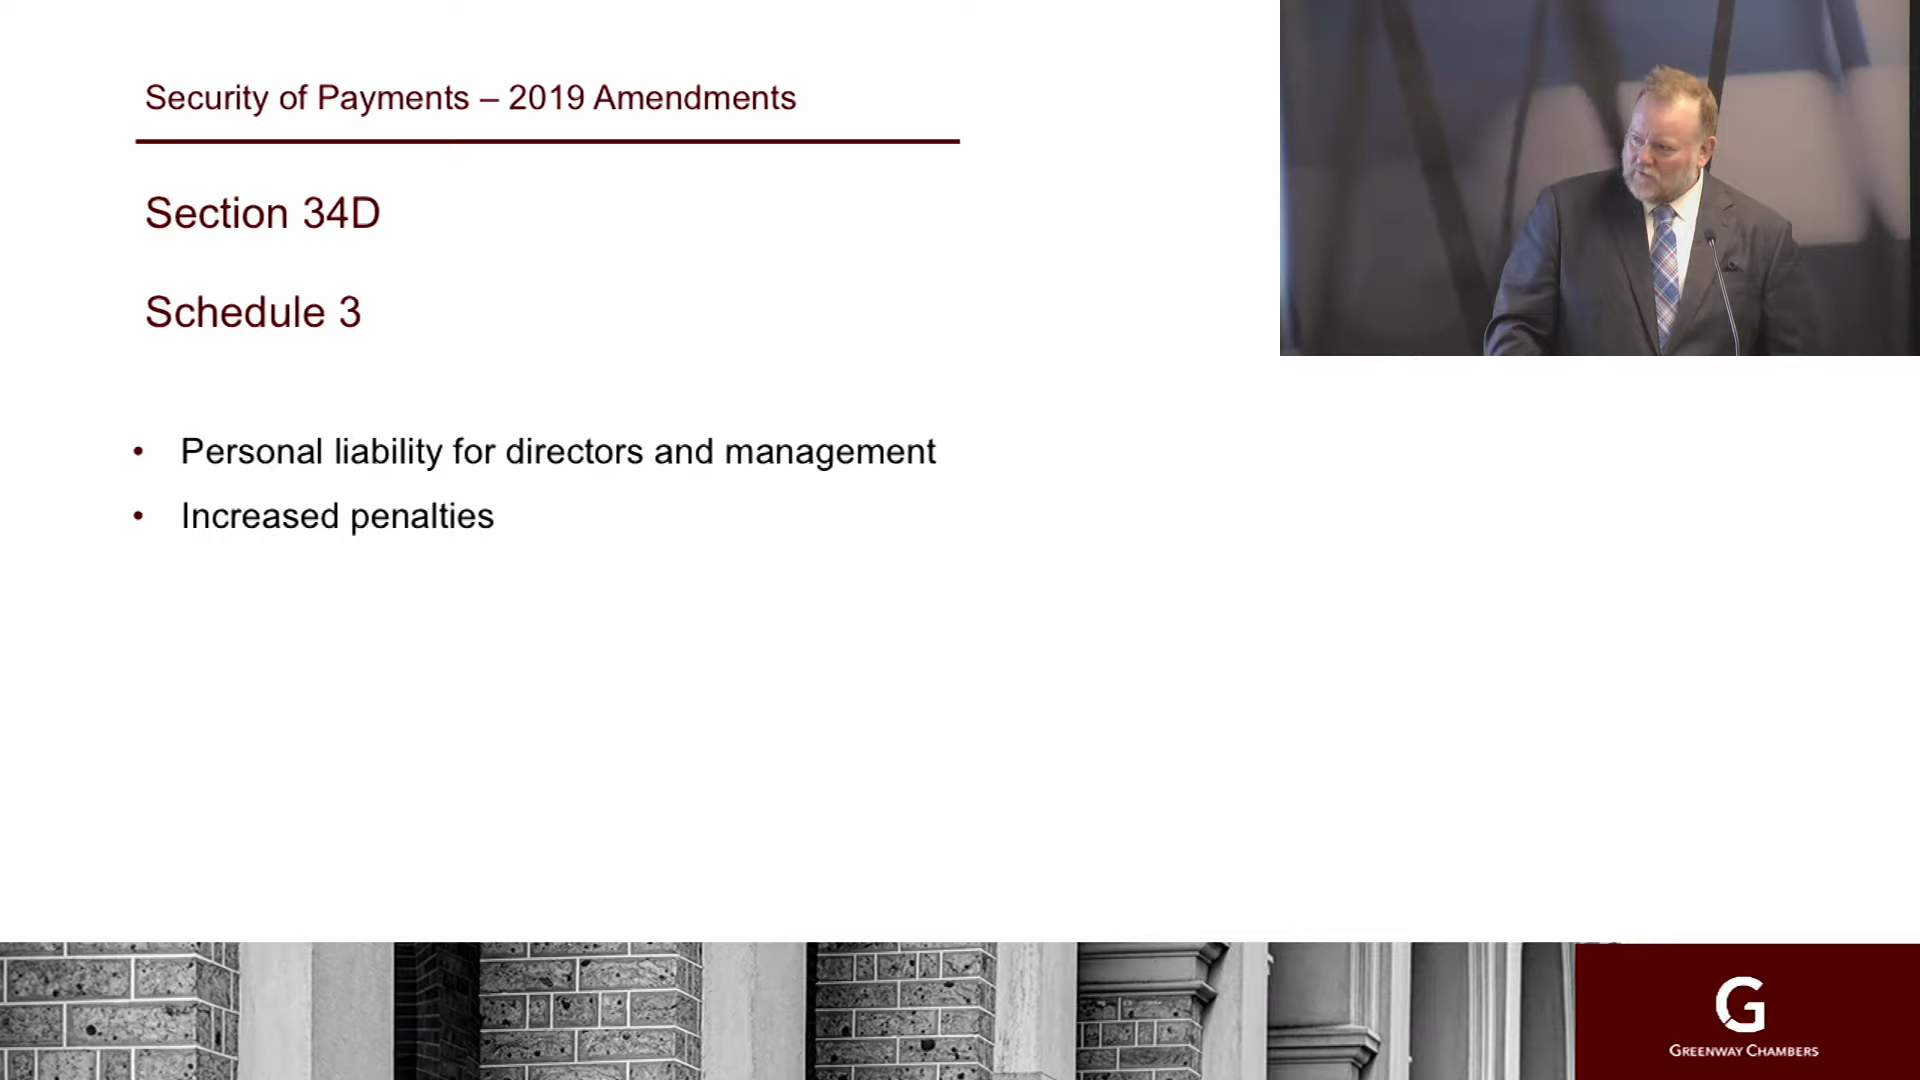 Security of Payments – 2019 Amendments
Section 34D
Schedule 3
• Personal liability for directors and management
• Increased penalties
G
GREENWAY CHAMBERS